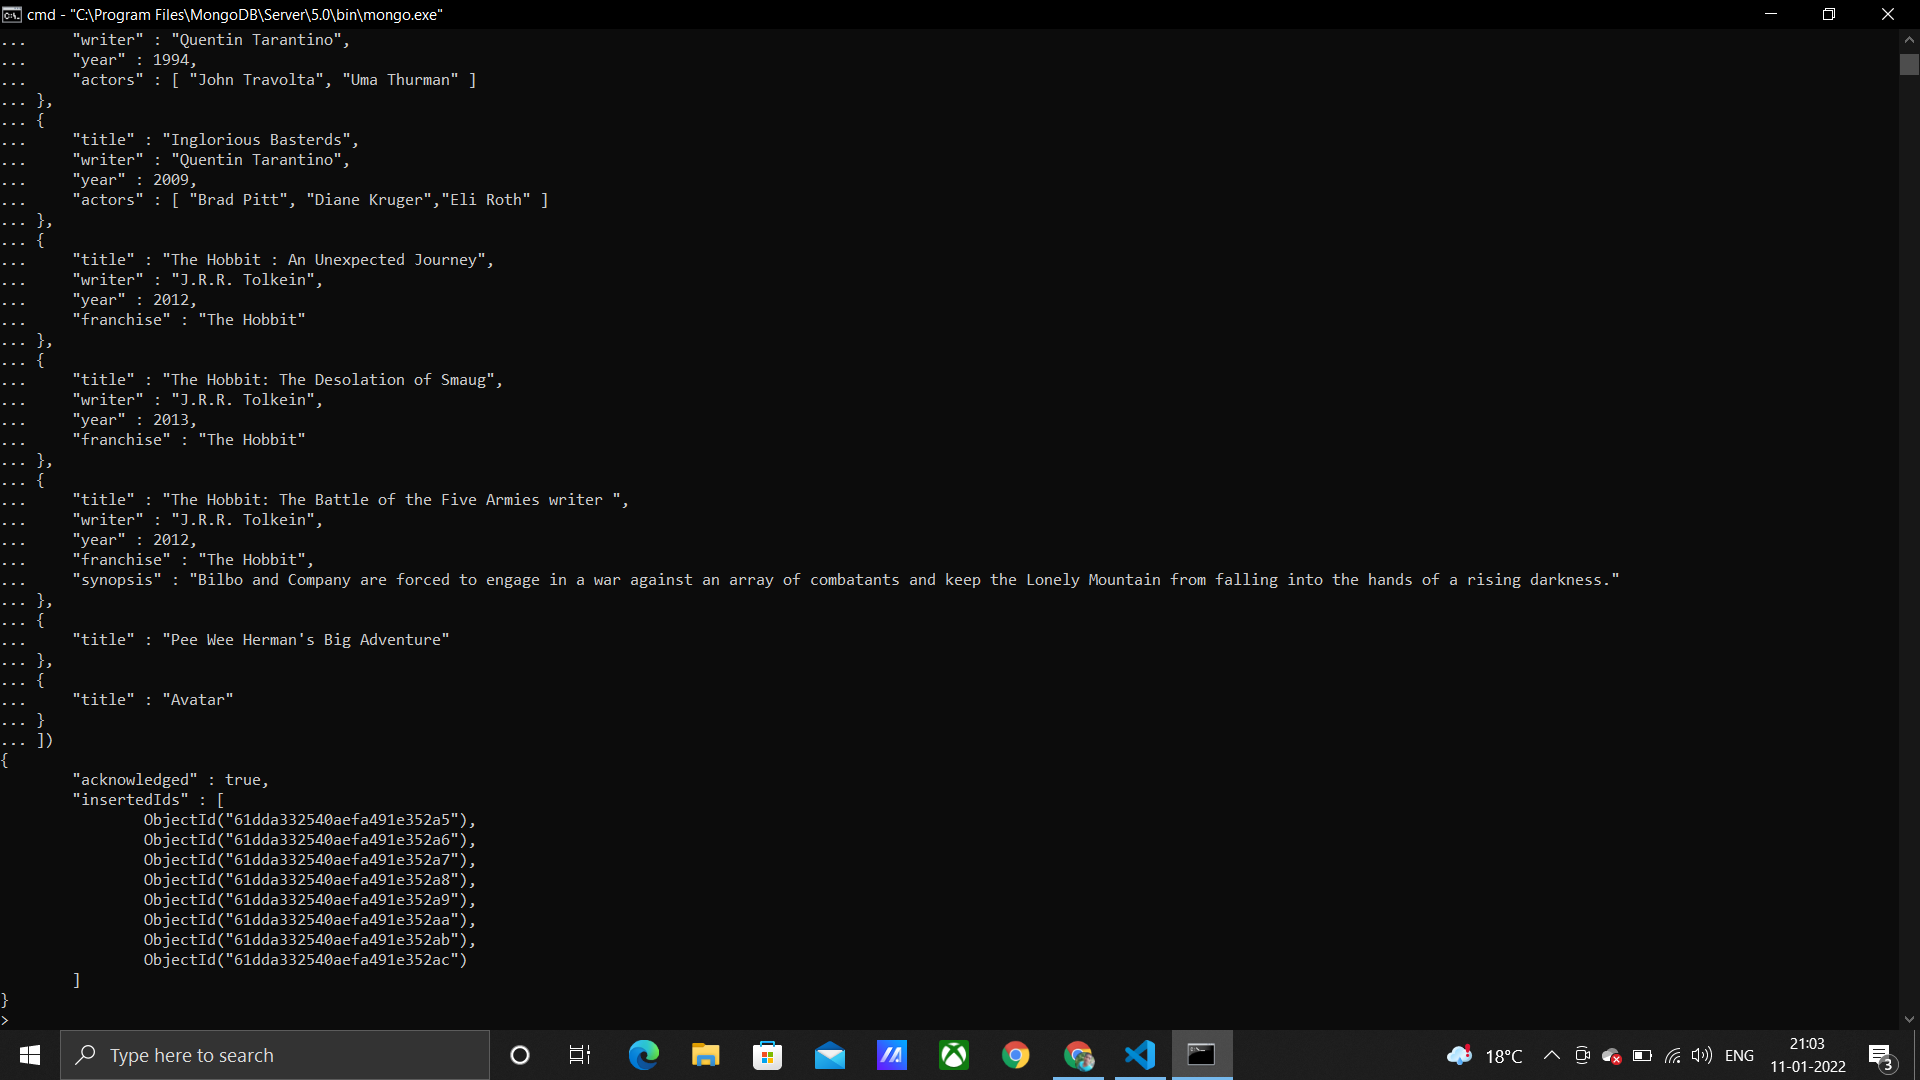 cmd - "C:\Program Files\MongoDB\Server\5.0\bin\mongo.exe"
...     "writer" : "Quentin Tarantino",
...     "year" : 1994,
...     "actors" : [ "John Travolta", "Uma Thurman" ]
... },
... {
...     "title" : "Inglorious Basterds",
...     "writer" : "Quentin Tarantino",
...     "year" : 2009,
...     "actors" : [ "Brad Pitt", "Diane Kruger","Eli Roth" ]
... },
... {
...     "title" : "The Hobbit : An Unexpected Journey",
...     "writer" : "J.R.R. Tolkein",
...     "year" : 2012,
...     "franchise" : "The Hobbit"
... },
... {
...     "title" : "The Hobbit: The Desolation of Smaug",
...     "writer" : "J.R.R. Tolkein",
...     "year" : 2013,
...     "franchise" : "The Hobbit"
... },
... {
...     "title" : "The Hobbit: The Battle of the Five Armies writer ",
...     "writer" : "J.R.R. Tolkein",
...     "year" : 2012,
...     "franchise" : "The Hobbit",
...     "synopsis" : "Bilbo and Company are forced to engage in a war against an array of combatants and keep the Lonely Mountain from falling into the hands of a rising darkness."
... },
... {
...     "title" : "Pee Wee Herman's Big Adventure"
... },
... {
...     "title" : "Avatar"
... }
... ])
{
        "acknowledged" : true,
        "insertedIds" : [
                ObjectId("61dda332540aefa491e352a5"),
                ObjectId("61dda332540aefa491e352a6"),
                ObjectId("61dda332540aefa491e352a7"),
                ObjectId("61dda332540aefa491e352a8"),
                ObjectId("61dda332540aefa491e352a9"),
                ObjectId("61dda332540aefa491e352aa"),
                ObjectId("61dda332540aefa491e352ab"),
                ObjectId("61dda332540aefa491e352ac")
        ]
}
>
Type here to search
18°C
ENG
21:03
11-01-2022
3